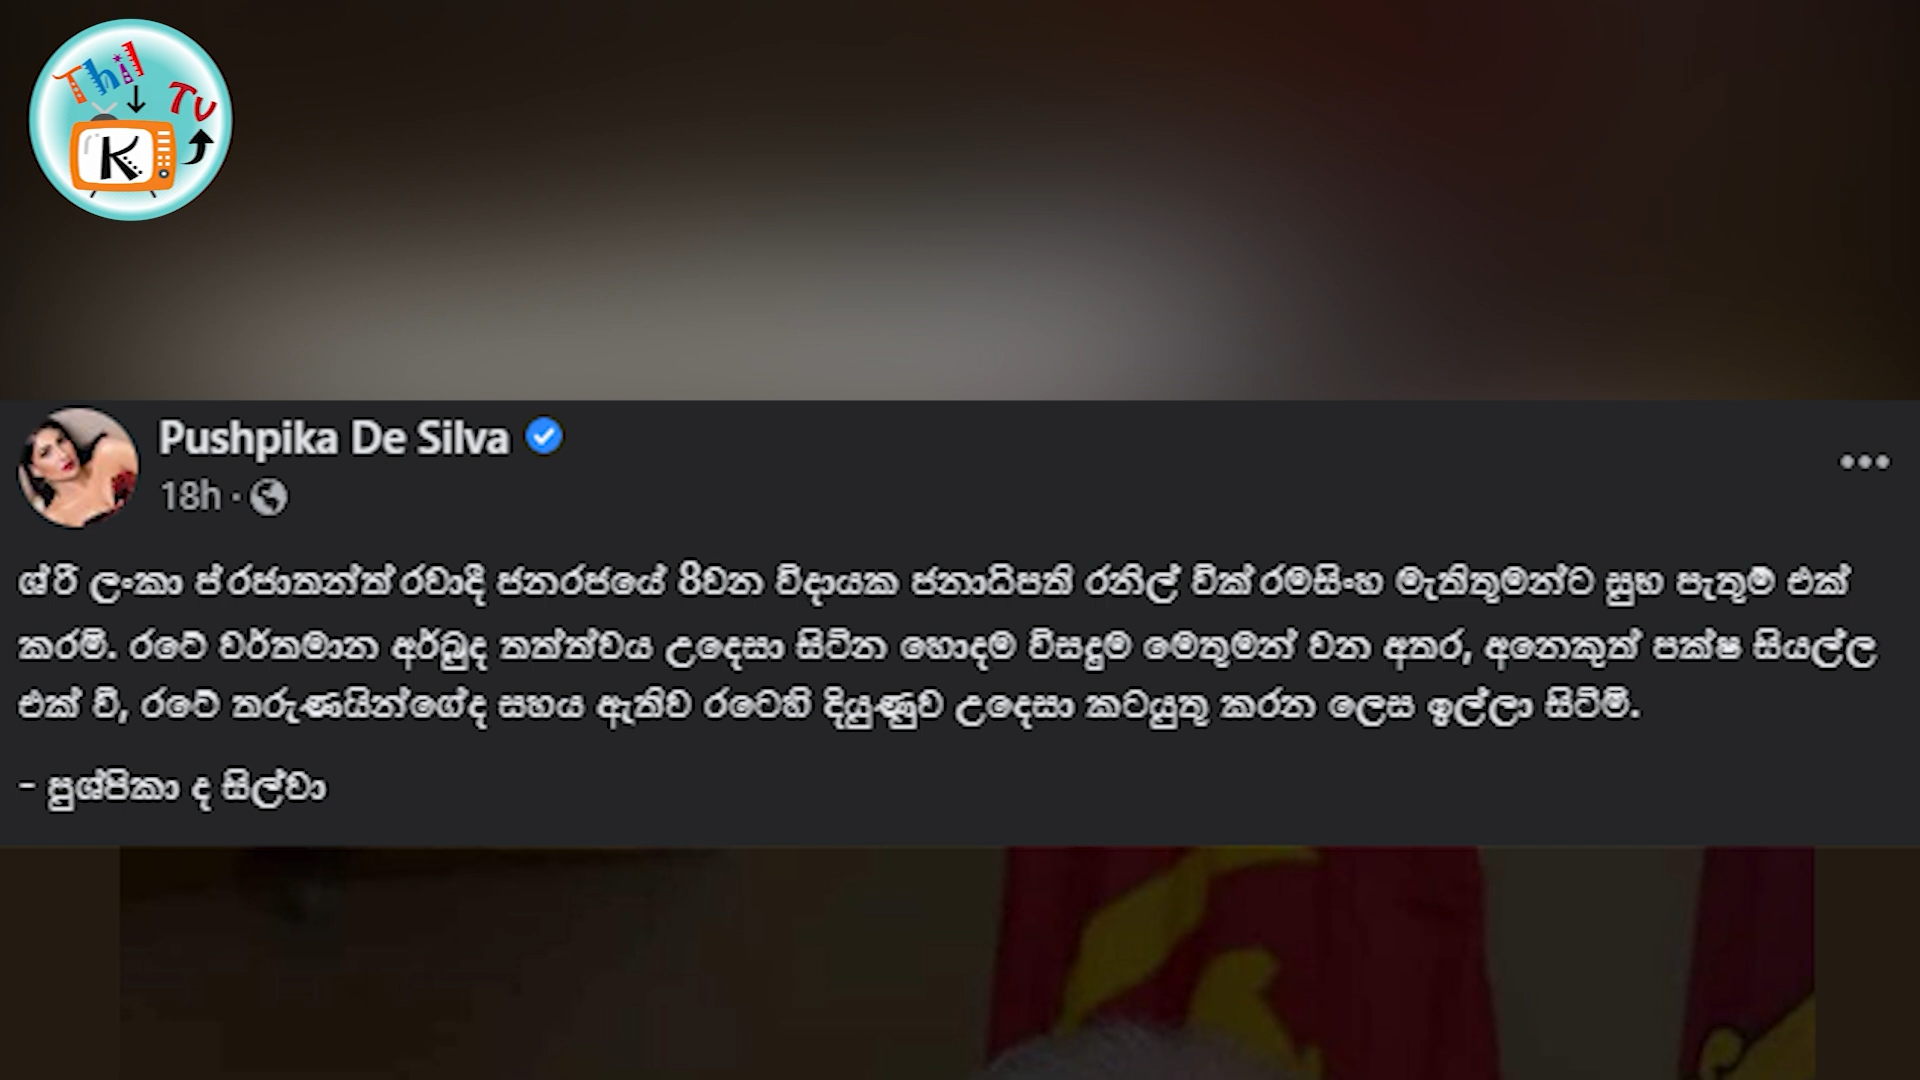 Thil
Tv
K
Pushpika De Silva
18h ·
ශ්‍රී ලංකා ප්‍රජාතන්ත්‍රවාදී ජනරජයේ 8වන විදායක ජනාධිපති රනිල් වික්‍රමසිංහ මැතිතුමන්ට සුභ පැතුම් එක්
කරමි. රටේ වර්තමාන අර්බුද තත්ත්වය උදෙසා සිටින හොදම විසදුම මෙතුමන් වන අතර, අනෙකුත් පක්ෂ සියල්ල
එක් වී, රටේ තරුණයින්ගේද සහය ඇතිව රටෙහි දියුණුව උදෙසා කටයුතු කරන ලෙස ඉල්ලා සිටිමි.
- පුශ්පිකා ද සිල්වා